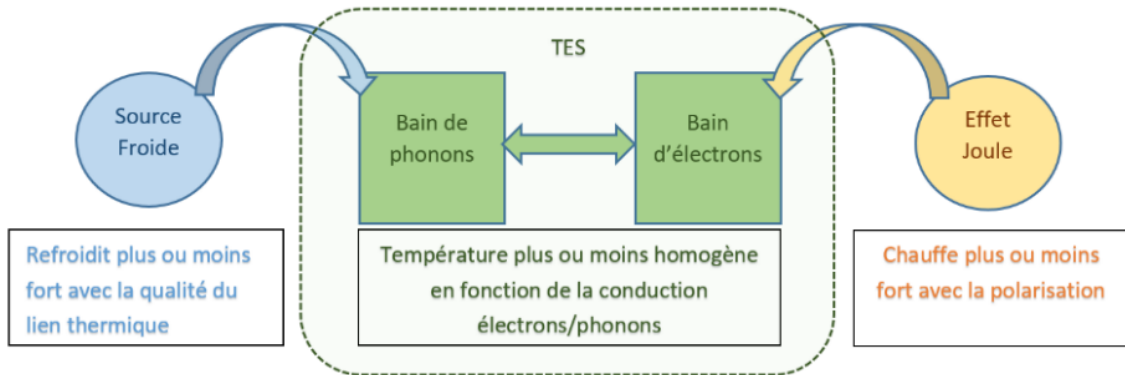 TES
Source
Froide
Bain de
phonons
Bain
d'électrons
Effet
Joule
Refroidit plus ou moins
fort avec la qualité du
lien thermique
Température plus ou moins homogène
en fonction de la conduction
électrons/phonons
Chauffe plus ou moins
fort avec la polarisation